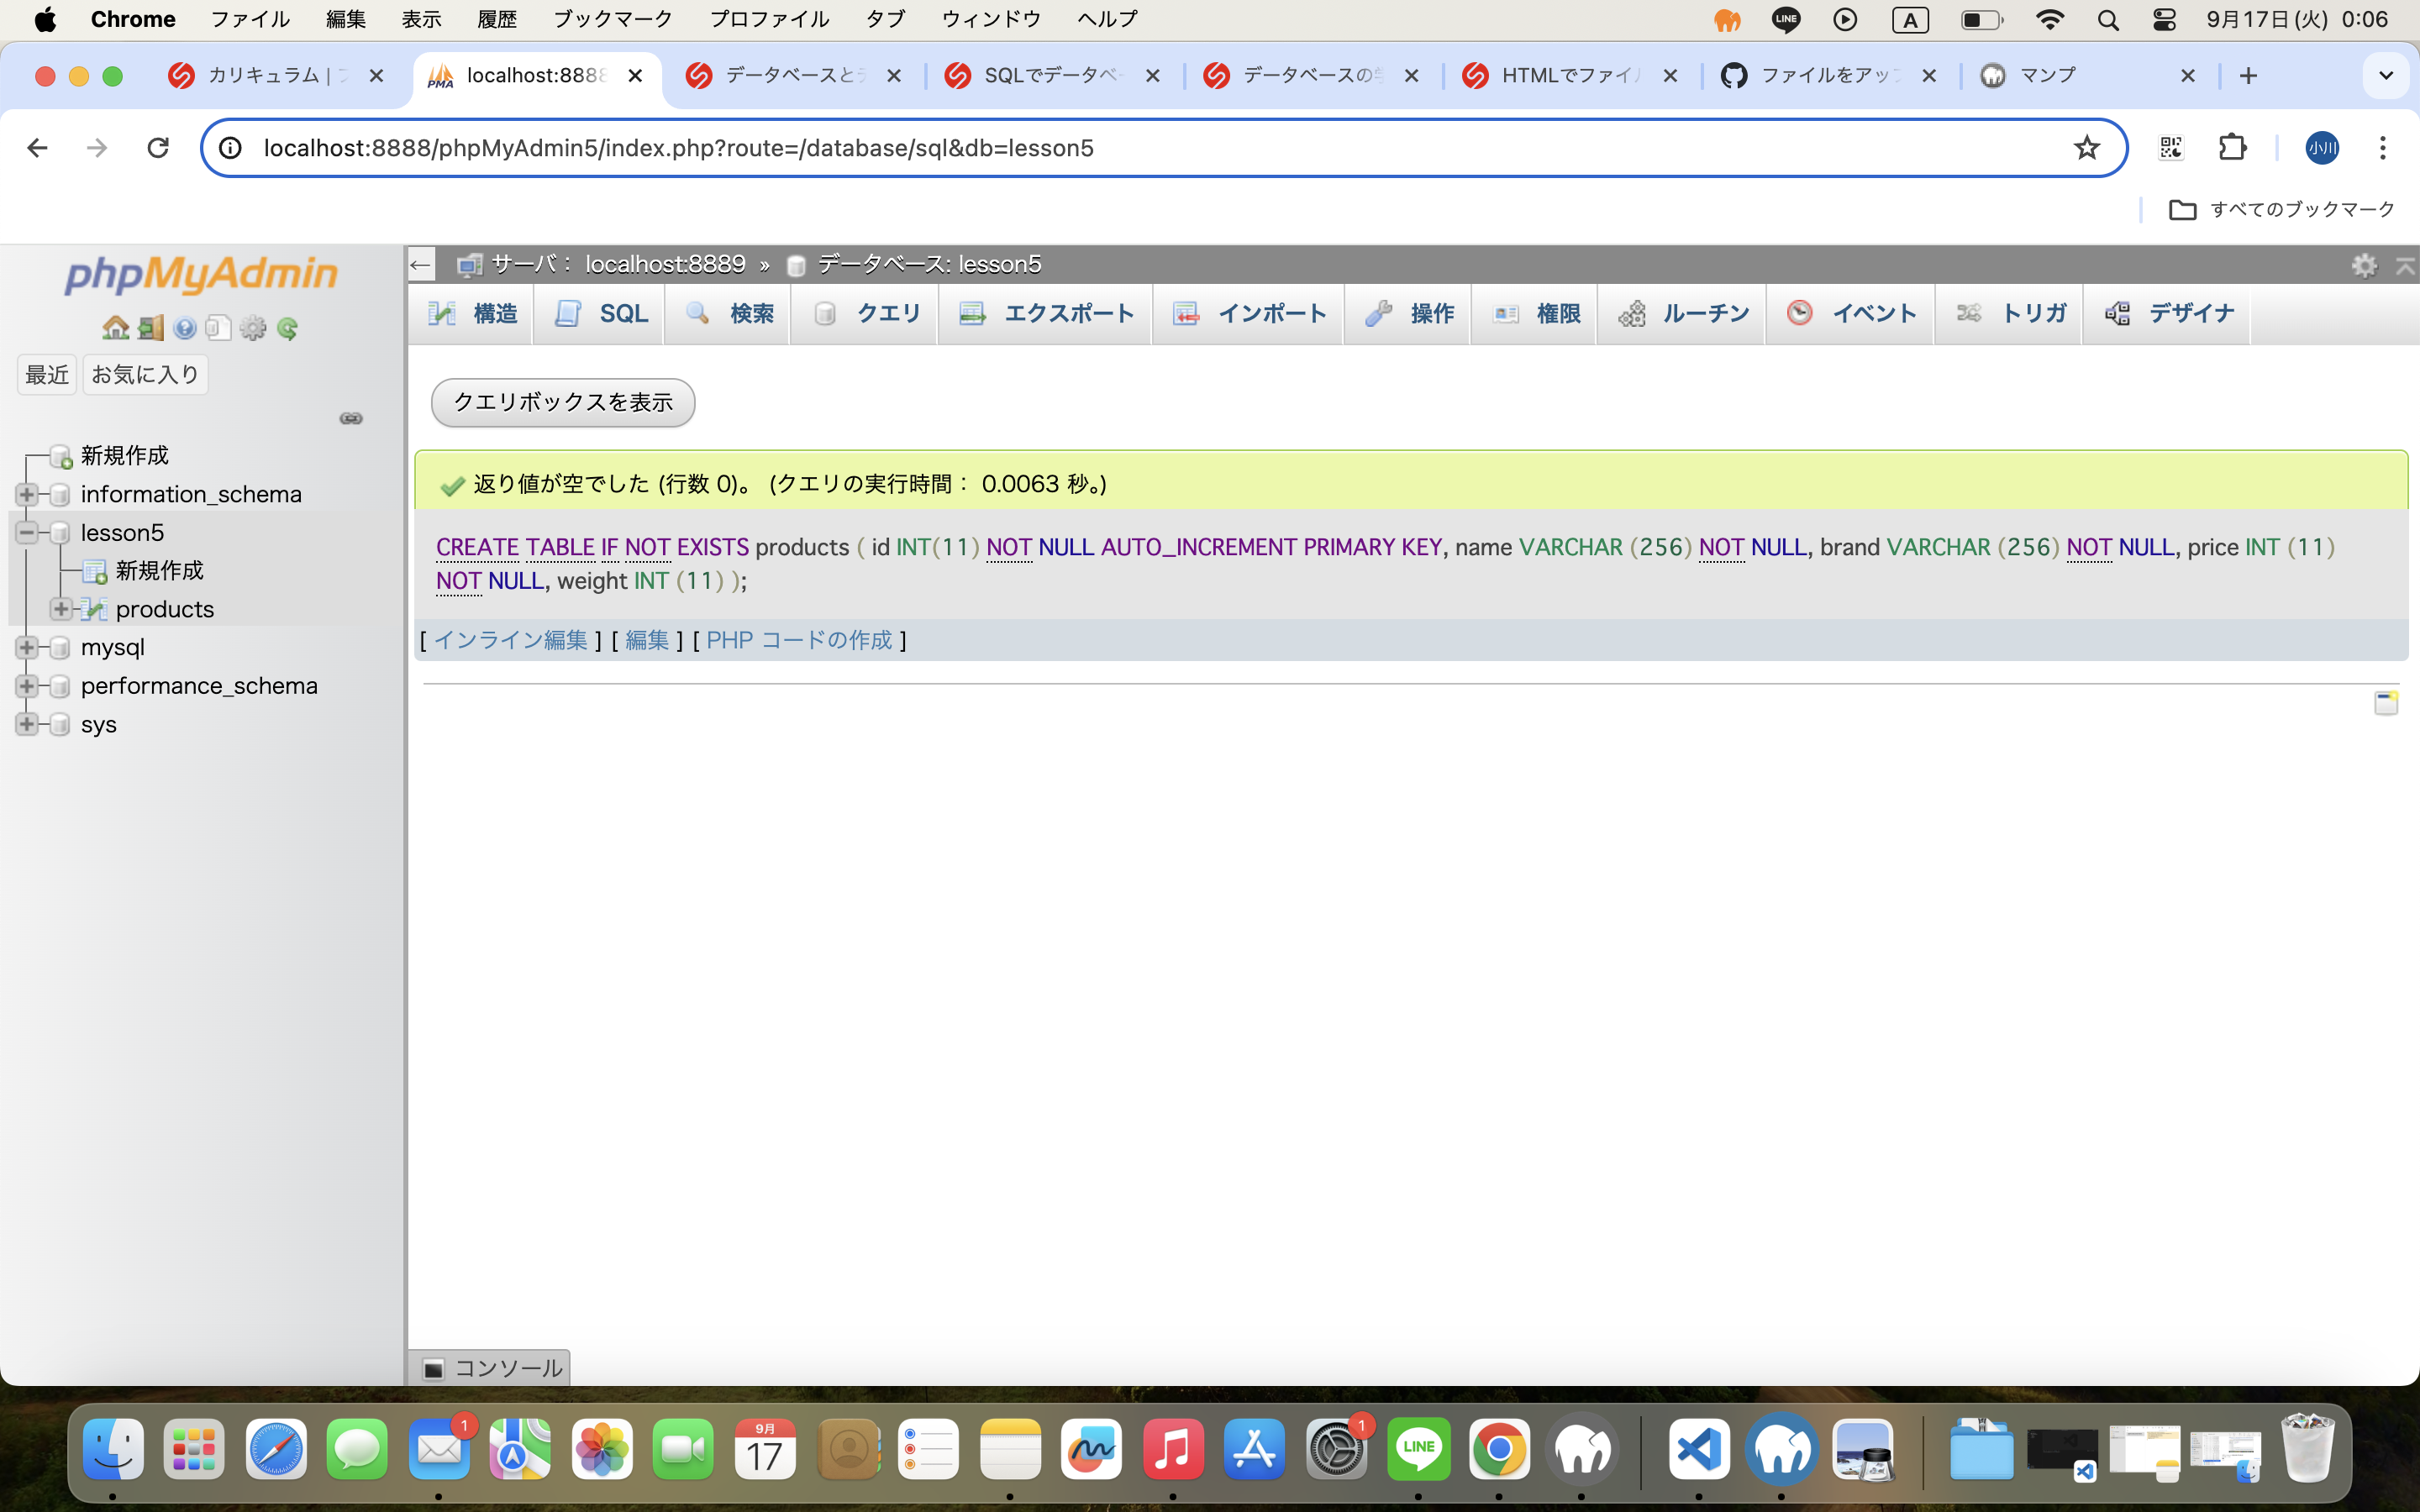 Chrome ファイル 編集 表示 履歴 ブックマーク プロファイル タブ ウィンドウ ヘルプ LINE A 9月17日(火) 0:06
カリキュラム | localhost:8888 データベースと SQLでデータベ データベースの HTMLでファイ ファイルをアップ マンプ
localhost:8888/phpMyAdmin5/index.php?route=/database/sql&db=lesson5 小川
すべてのブックマーク
phpMyAdmin
最近 お気に入り
新規作成
information_schema
lesson5
新規作成
products
mysql
performance_schema
sys
サーバ: localhost:8889 » データベース: lesson5
構造 SQL 検索 クエリ エクスポート インポート 操作 権限 ルーチン イベント トリガ デザイナ
クエリボックスを表示
返り値が空でした (行数 0)。 (クエリの実行時間: 0.0063 秒。)
CREATE TABLE IF NOT EXISTS products ( id INT(11) NOT NULL AUTO_INCREMENT PRIMARY KEY, name VARCHAR (256) NOT NULL, brand VARCHAR (256) NOT NULL, price INT (11)
NOT NULL, weight INT (11) );
[ インライン編集 ] [ 編集 ] [ PHP コードの作成 ]
コンソール
1 9月 17 1 LINE